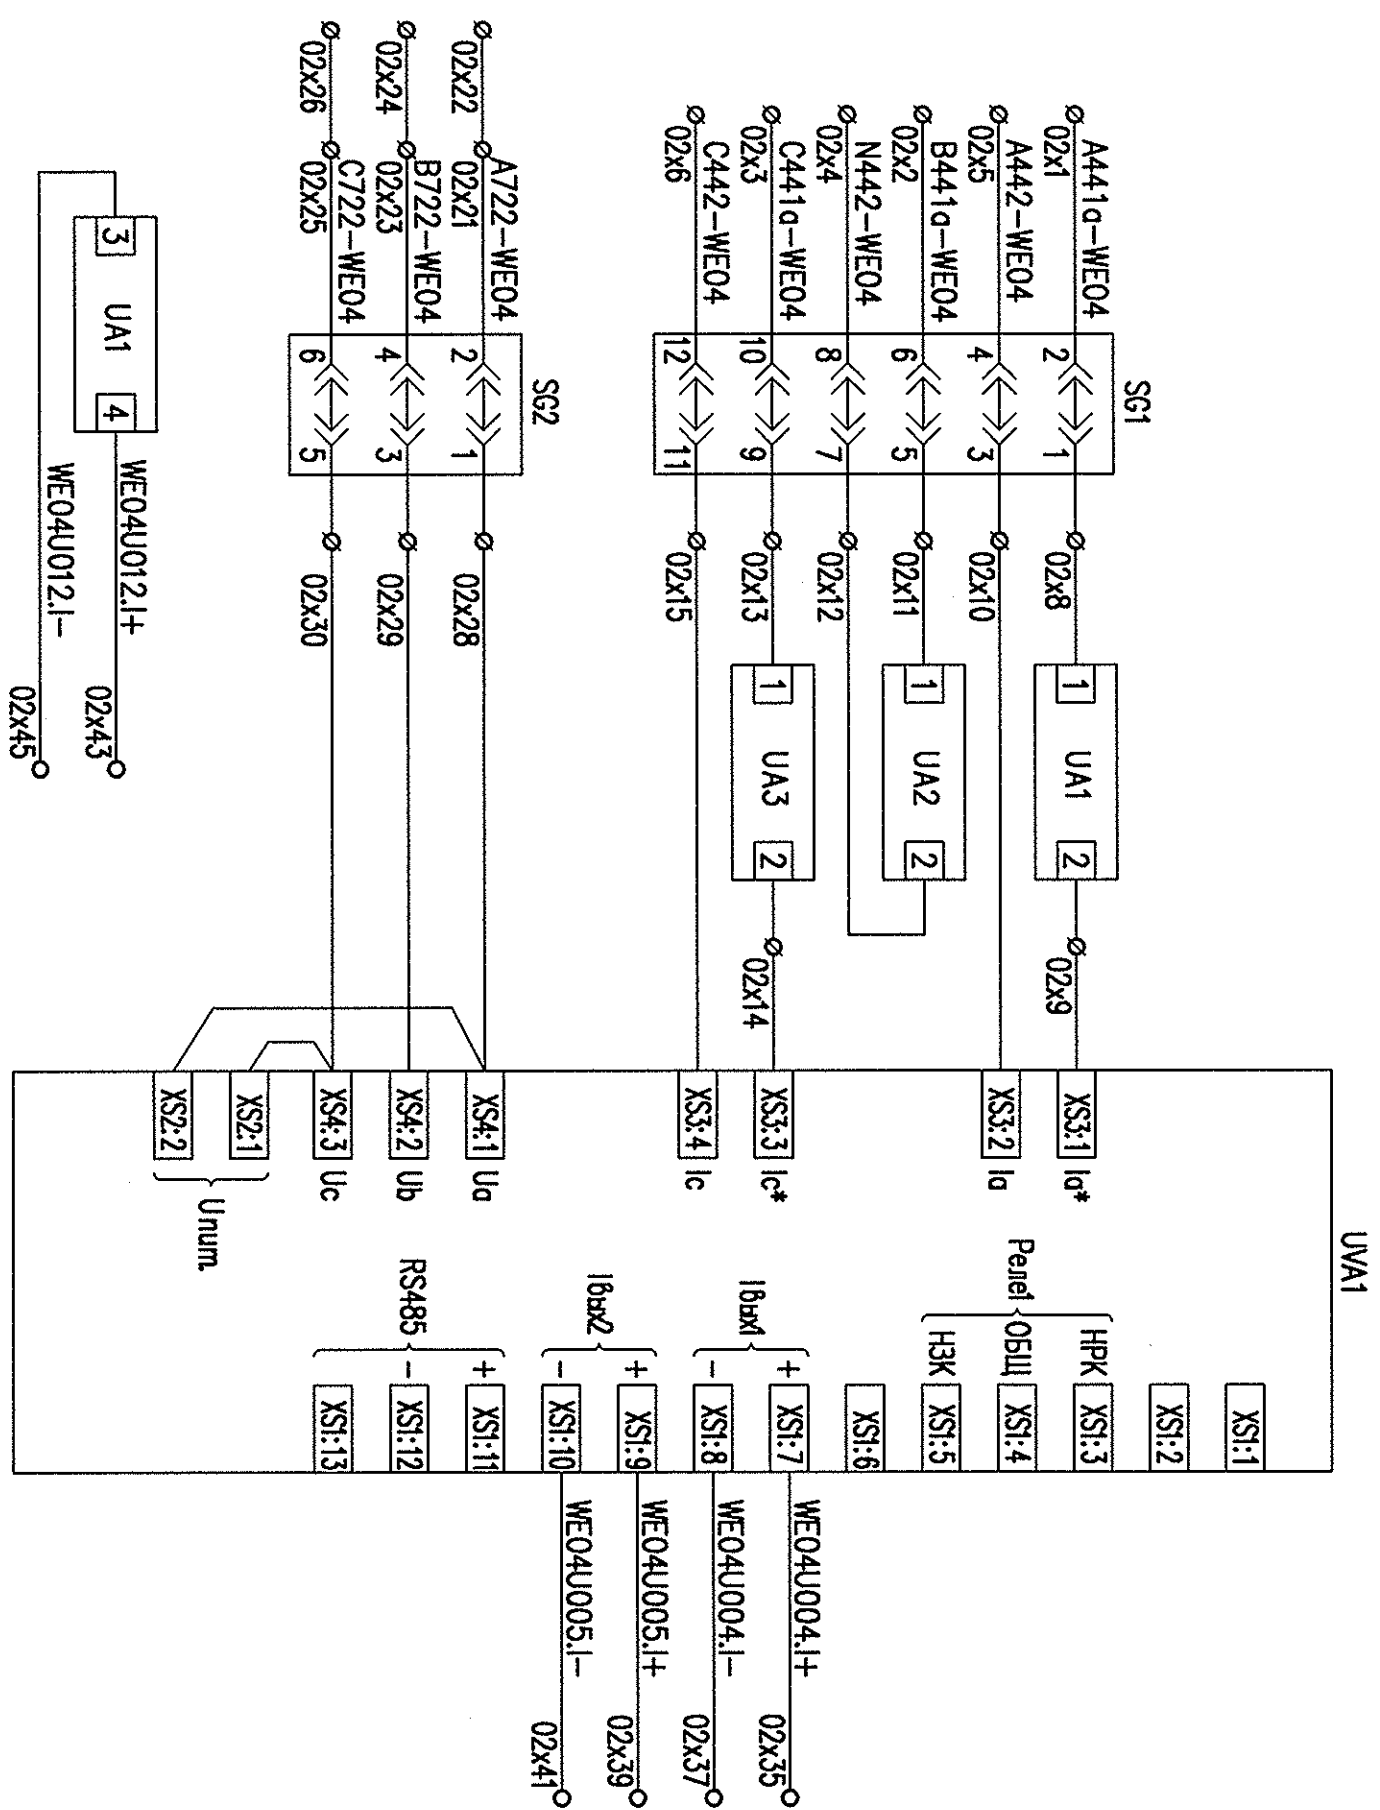 UVA1
SG1
A441a-WE04
02x1
2
1
02x8
1
UA1
2
02x9
XS3:1
Ia*
A442-WE04
02x5
4
3
02x10
XS3:2
Ia
B441a-WE04
02x2
6
5
02x11
1
UA2
2
N442-WE04
02x4
8
7
02x12
C441a-WE04
02x3
10
9
02x13
1
UA3
2
02x14
XS3:3
Ic*
C442-WE04
02x6
12
11
02x15
XS3:4
Ic
XS1:1
XS1:2
Реле1
НРК
XS1:3
ОБЩ
XS1:4
НЗК
XS1:5
XS1:6
Iвых1
+
XS1:7
WE04U004.I+
02x35
-
XS1:8
WE04U004.I-
02x37
Iвых2
+
XS1:9
WE04U005.I+
02x39
-
XS1:10
WE04U005.I-
02x41
RS485
+
XS1:11
-
XS1:12
XS1:13
SG2
A722-WE04
02x22
02x21
2
1
02x28
XS4:1
Ua
B722-WE04
02x24
02x23
4
3
02x29
XS4:2
Ub
C722-WE04
02x26
02x25
6
5
02x30
XS4:3
Uc
XS2:1
XS2:2
Uпит.
3
UA1
4
WE04U012.I+
02x43
WE04U012.I-
02x45